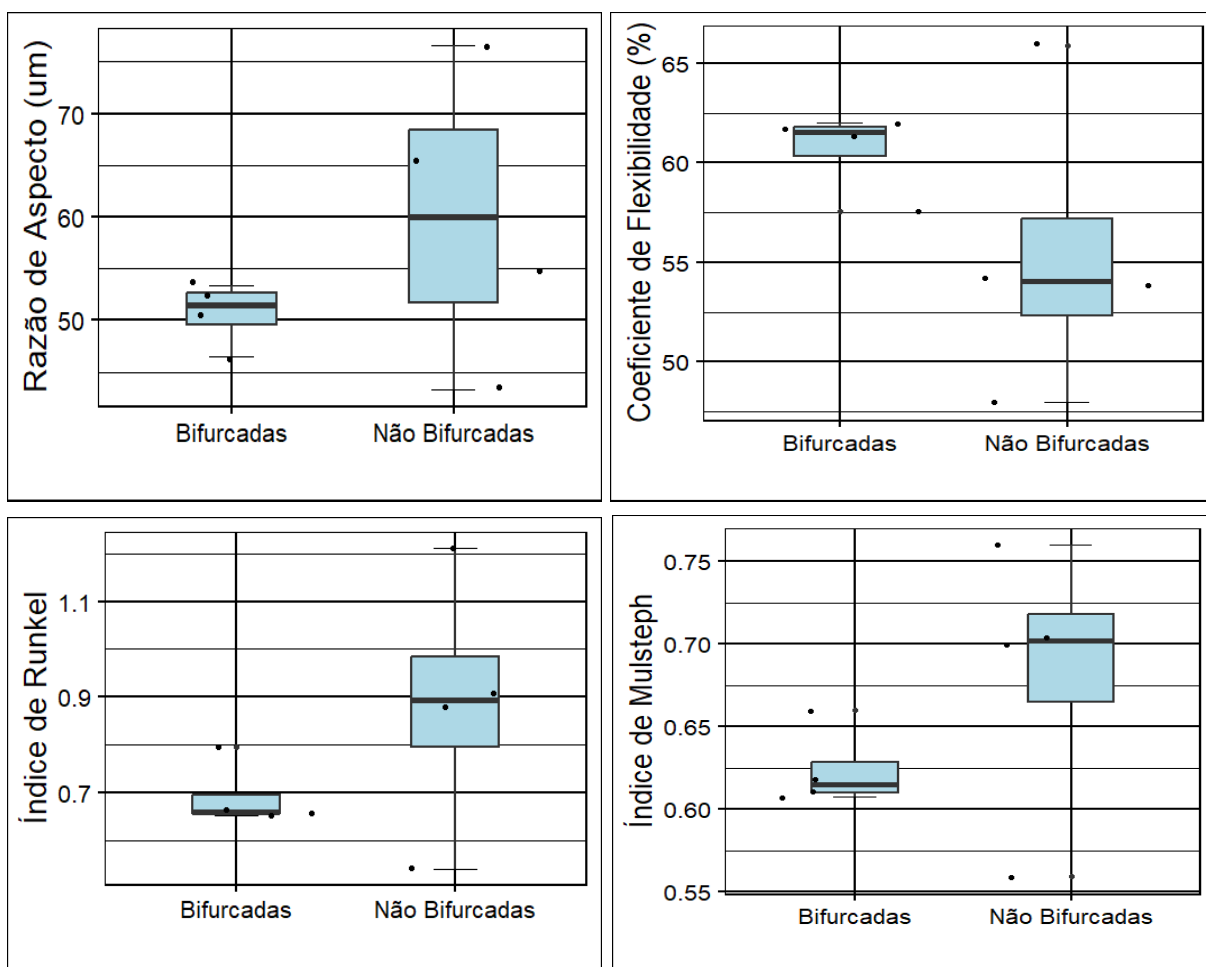 Razão de Aspecto (um)
70
60
50
Bifurcadas
Não Bifurcadas
Coeficiente de Flexibilidade (%)
65
60
55
50
Bifurcadas
Não Bifurcadas
Índice de Runkel
1.1
0.9
0.7
Bifurcadas
Não Bifurcadas
Índice de Mulsteph
0.75
0.70
0.65
0.60
0.55
Bifurcadas
Não Bifurcadas